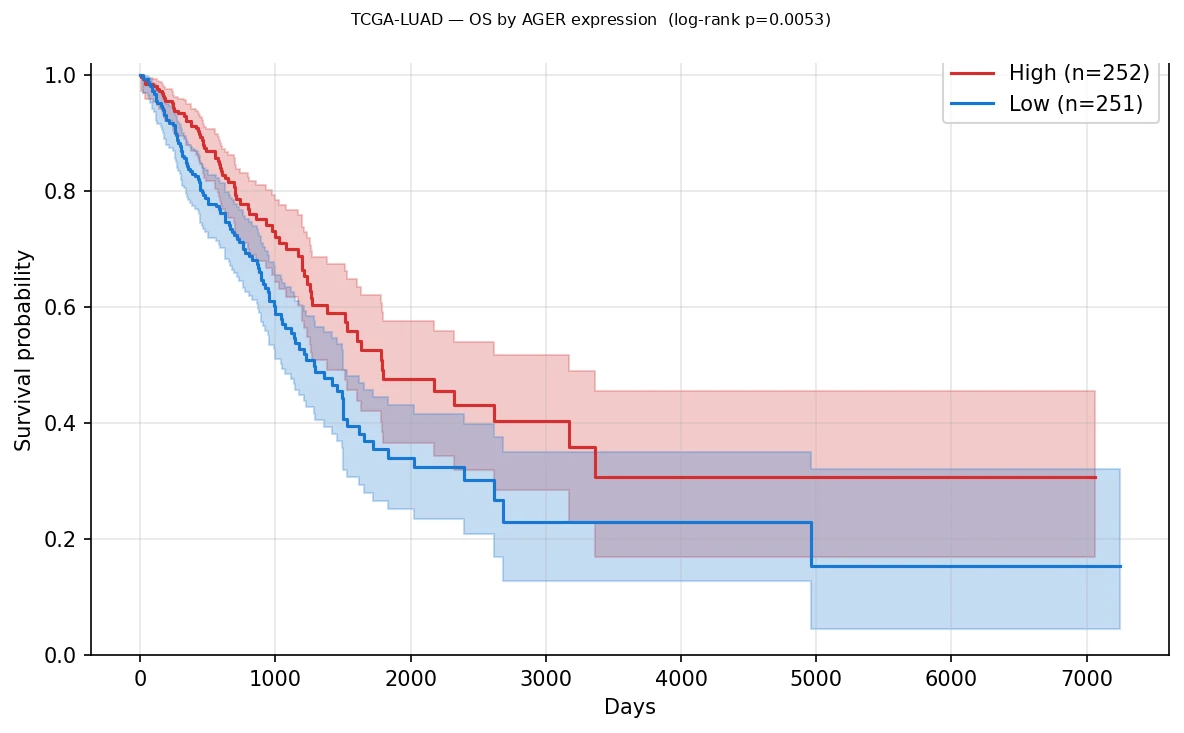 TCGA-LUAD — OS by AGER expression  (log-rank p=0.0053)
High (n=252)
Low (n=251)
Survival probability
1.0
0.8
0.6
0.4
0.2
0.0
0 1000 2000 3000 4000 5000 6000 7000
Days